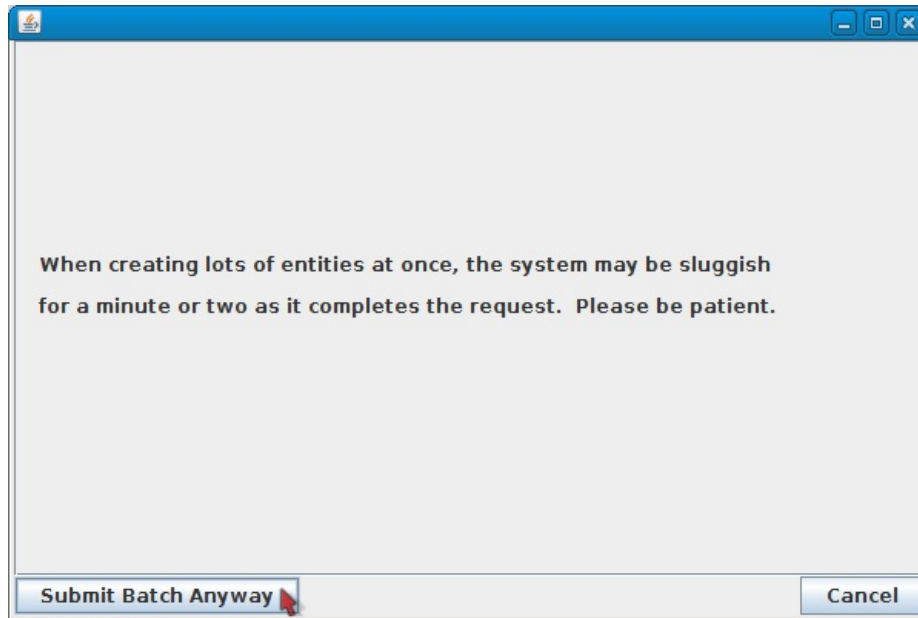 When creating lots of entities at once, the system may be sluggish
for a minute or two as it completes the request.  Please be patient.
Submit Batch Anyway
Cancel